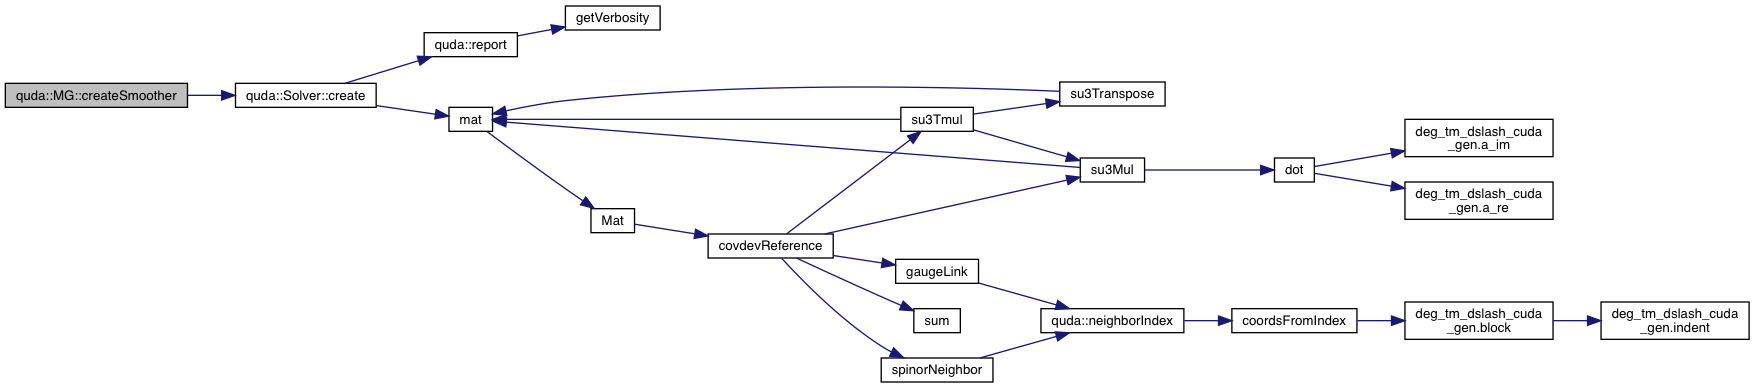 quda::MG::createSmoother
quda::Solver::create
quda::report
getVerbosity
mat
Mat
covdevReference
su3Tmul
su3Transpose
su3Mul
dot
deg_tm_dslash_cuda
_gen.a_im
deg_tm_dslash_cuda
_gen.a_re
gaugeLink
sum
spinorNeighbor
quda::neighborIndex
coordsFromIndex
deg_tm_dslash_cuda
_gen.block
deg_tm_dslash_cuda
_gen.indent